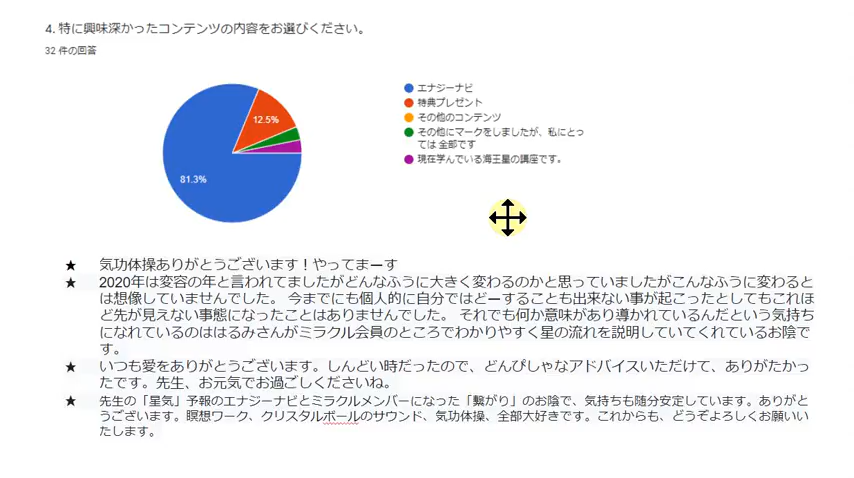 4. 特に興味深かったコンテンツの内容をお選びください。
32 件の回答
12.5%
81.3%
エナジーナビ
特典プレゼント
その他のコンテンツ
その他にマークをしましたが、私にとっ
ては 全部です
現在学んでいる海王星の講座です。
★ 気功体操ありがとうございます！やってまーす
★ 2020年は変容の年と言われてましたがどんなふうに大きく変わるのかと思っていましたがこんなふうに変わると
は想像していませんでした。 今までにも個人的に自分ではどーすることも出来ない事が起こったとしてもこれほ
ど先が見えない事態になったことはありませんでした。 それでも何か意味があり導かれているんだという気持ち
になれているのははるみさんがミラクル会員のところでわかりやすく星の流れを説明していてくれているお陰で
す。
★ いつも愛をありがとうございます。しんどい時だったので、どんぴしゃなアドバイスいただけて、ありがたかっ
たです。先生、お元気でお過ごしくださいね。
★ 先生の「星気」予報のエナジーナビとミラクルメンバーになった「繋がり」のお陰で、気持ちも随分安定しています。ありがと
うございます。瞑想ワーク、クリスタルボールのサウンド、気功体操、全部大好きです。これからも、どうぞよろしくお願いい
たします。